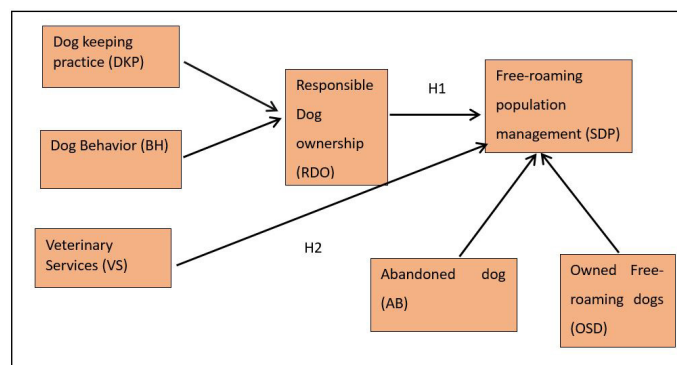 Dog keeping
practice (DKP)
Dog Behavior (BH)
Veterinary
Services (VS)
Responsible
Dog
ownership
(RDO)
H1
H2
Free-roaming
population
management (SDP)
Abandoned dog
(AB)
Owned Free-
roaming dogs
(OSD)